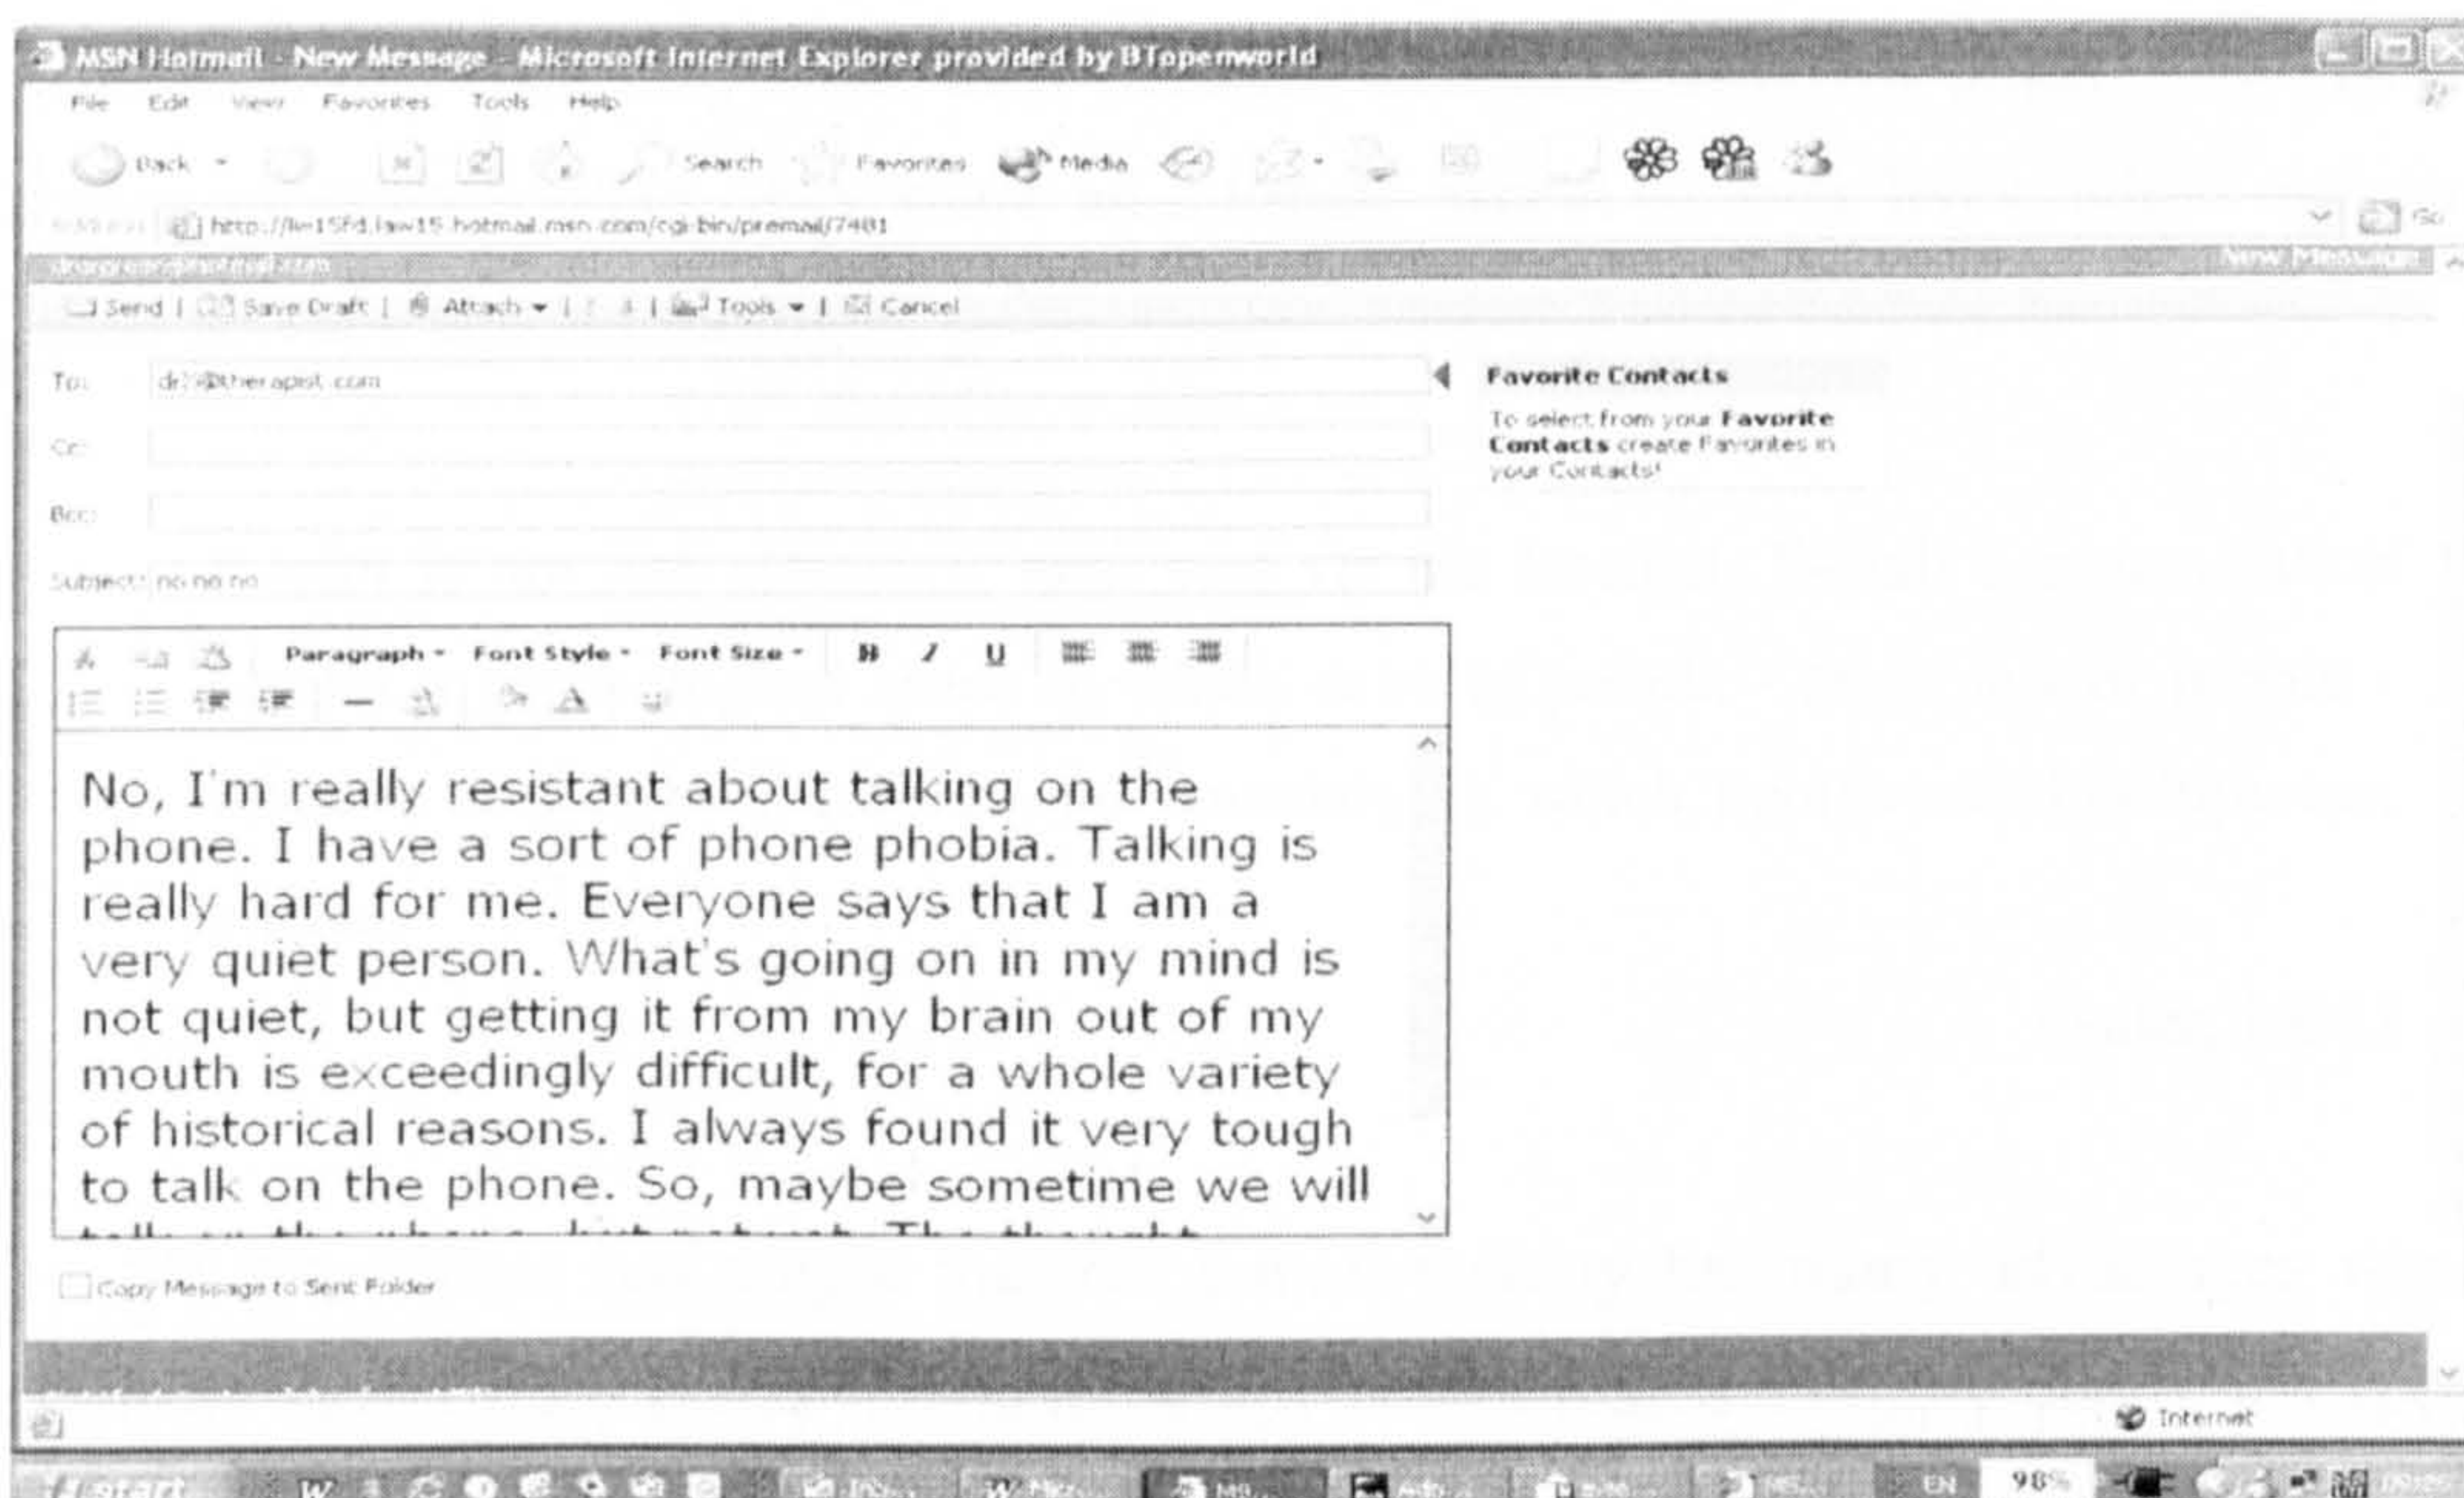 MSN Hotmail - New Message - Microsoft Internet Explorer provided by BTopenworld
File Edit View Favorites Tools Help
Back Search Favorites Media
Go
New Message
Send | Save Draft | Attach | Tools | Cancel
To:
Favorite Contacts
To select from your Favorite
Contacts create Favorites in
your Contacts!
Cc:
Bcc:
Subject: no no no
Paragraph Font Style Font Size B I U
A
No, I'm really resistant about talking on the
phone. I have a sort of phone phobia. Talking is
really hard for me. Everyone says that I am a
very quiet person. What's going on in my mind is
not quiet, but getting it from my brain out of my
mouth is exceedingly difficult, for a whole variety
of historical reasons. I always found it very tough
to talk on the phone. So, maybe sometime we will
Copy Message to Sent Folder
Internet
start EN 98%